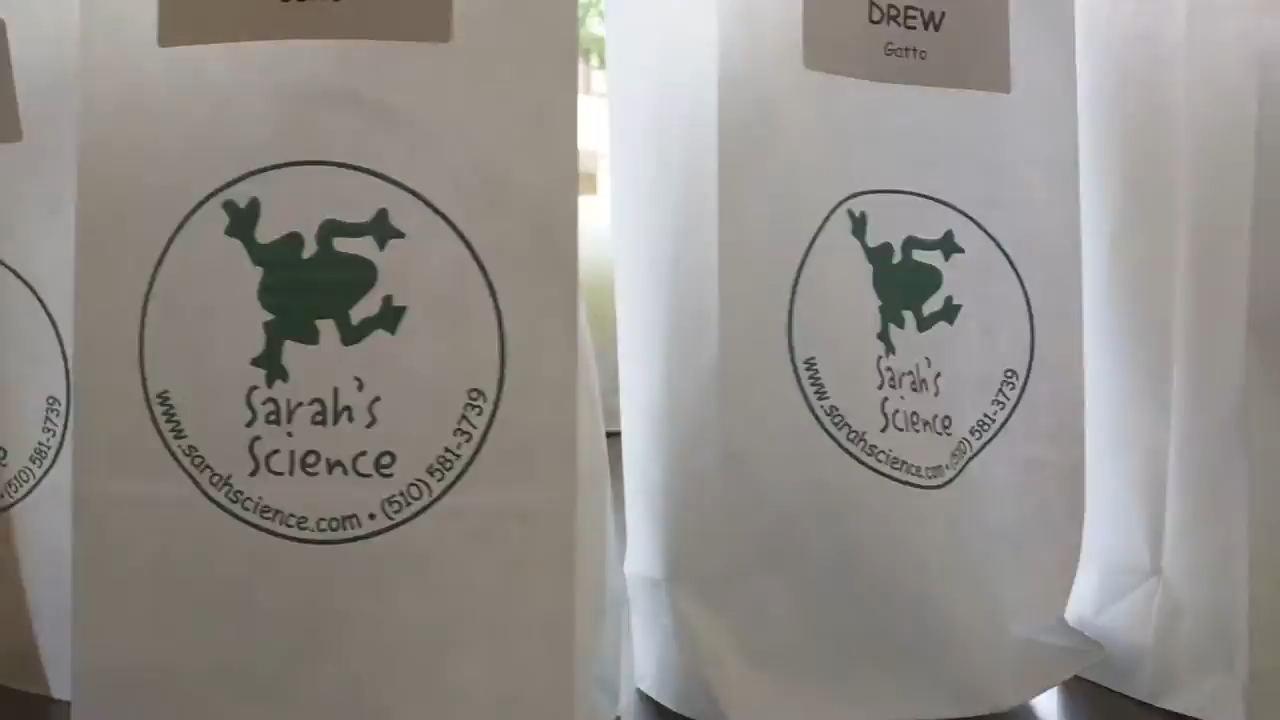 Sarah's
Science
www.sarahscience.com • (510) 581-3739
DREW
Gatto
Sarah's
Science
www.sarahscience.com • (510) 581-3739
• (510) 581-3739